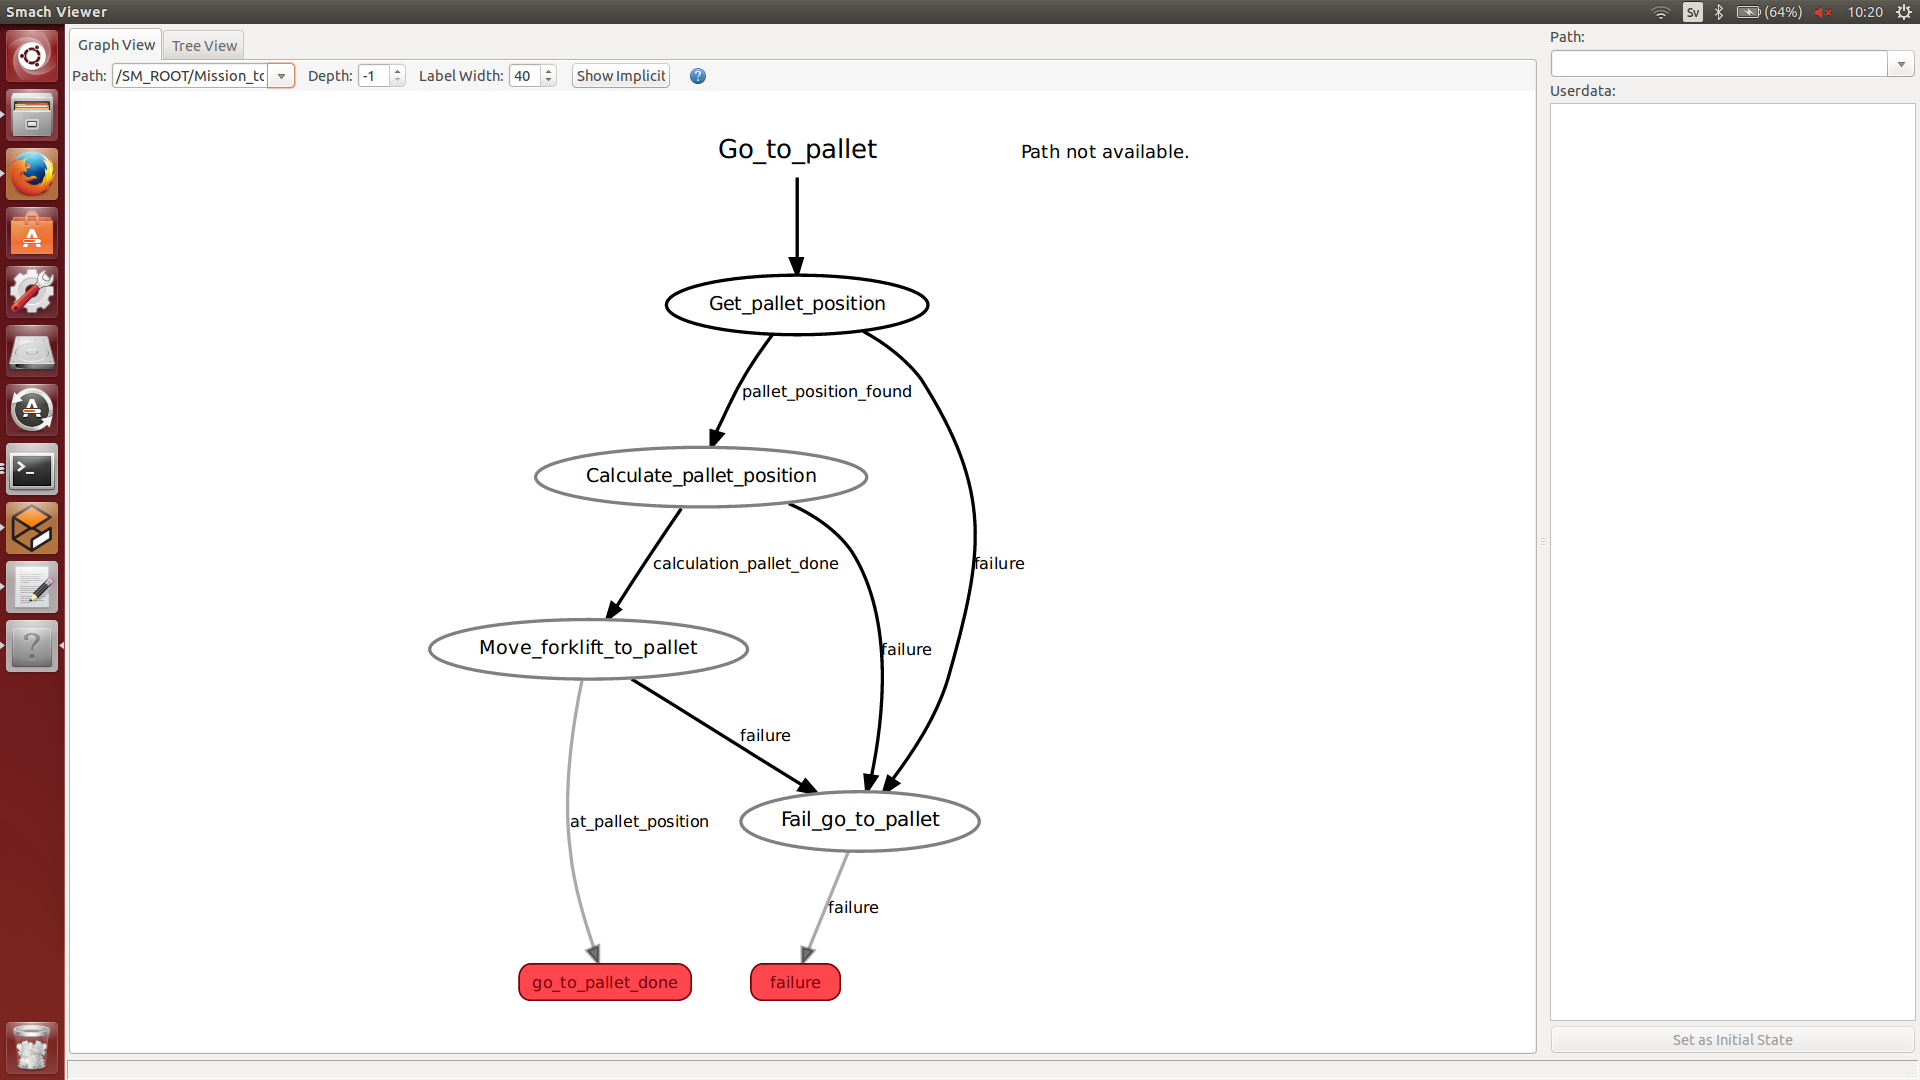 Smach Viewer
Sv
(64%)
10:20
Graph View
Tree View
Path:
/SM_ROOT/Mission_to
Depth:
-1
Label Width:
40
Show Implicit
?
Path:
Userdata:
Go_to_pallet
Path not available.
Get_pallet_position
pallet_position_found
Calculate_pallet_position
calculation_pallet_done
failure
Move_forklift_to_pallet
failure
failure
at_pallet_position
Fail_go_to_pallet
failure
go_to_pallet_done
failure
Set as Initial State